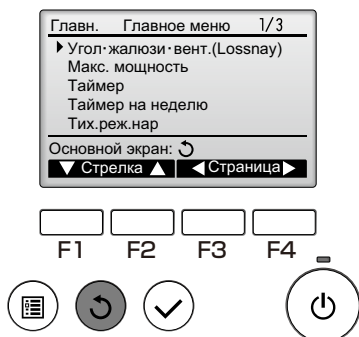 Главн. Главное меню 1/3
Угол·жалюзи·вент.(Lossnay)
Макс. мощность
Таймер
Таймер на неделю
Тих.реж.нар
Основной экран:
Стрелка Страница
F1 F2 F3 F4